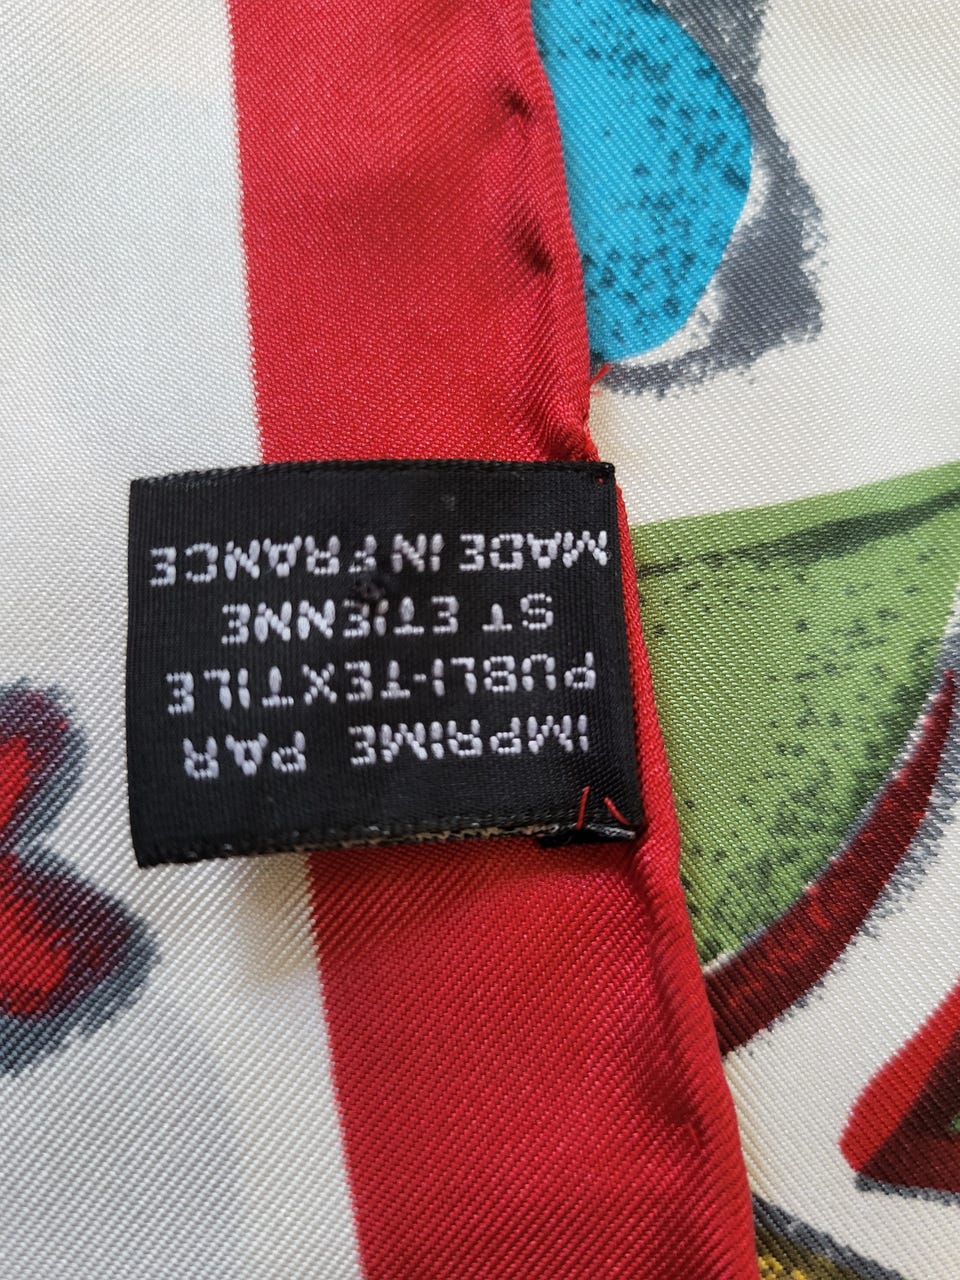 IMPRIME PAR
PUBLI-TEXTILE
ST ETIENNE
MADE IN FRANCE